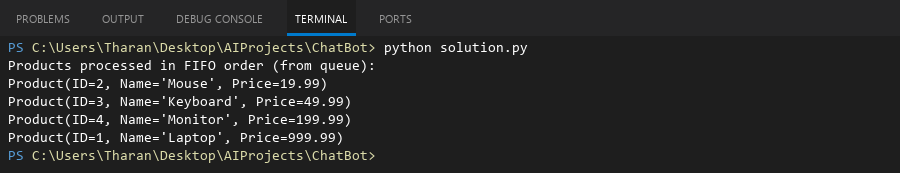 PROBLEMS OUTPUT DEBUG CONSOLE TERMINAL PORTS
PS C:\Users\Tharan\Desktop\AIProjects\ChatBot> python solution.py
Products processed in FIFO order (from queue):
Product(ID=2, Name='Mouse', Price=19.99)
Product(ID=3, Name='Keyboard', Price=49.99)
Product(ID=4, Name='Monitor', Price=199.99)
Product(ID=1, Name='Laptop', Price=999.99)
PS C:\Users\Tharan\Desktop\AIProjects\ChatBot>